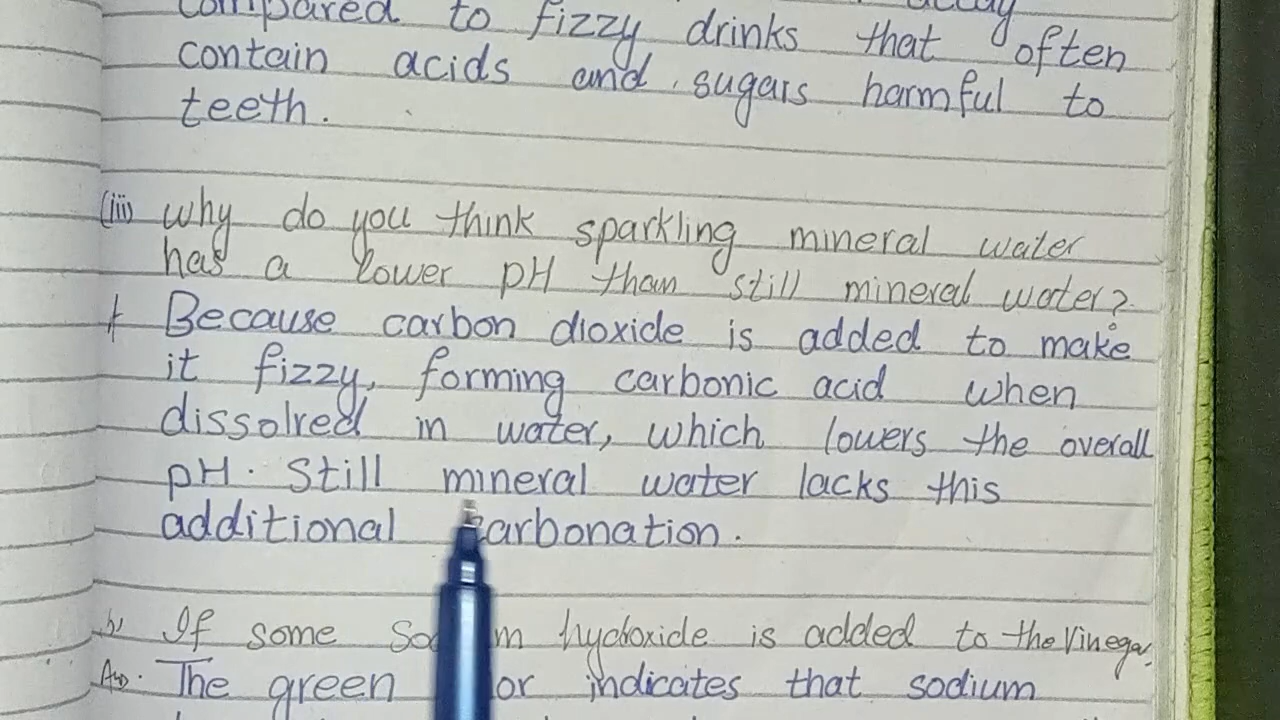 compared to fizzy drinks that often
contain acids and sugars harmful to
teeth.
(iii) why do you think sparkling mineral water
has a lower pH than still mineral water?
Because carbon dioxide is added to make
it fizzy, forming carbonic acid when
dissolved in water, which lowers the overall
pH. Still mineral water lacks this
additional carbonation.
b) If some hydroxide is added to the Vinegar,
Ans. The green indicates that sodium